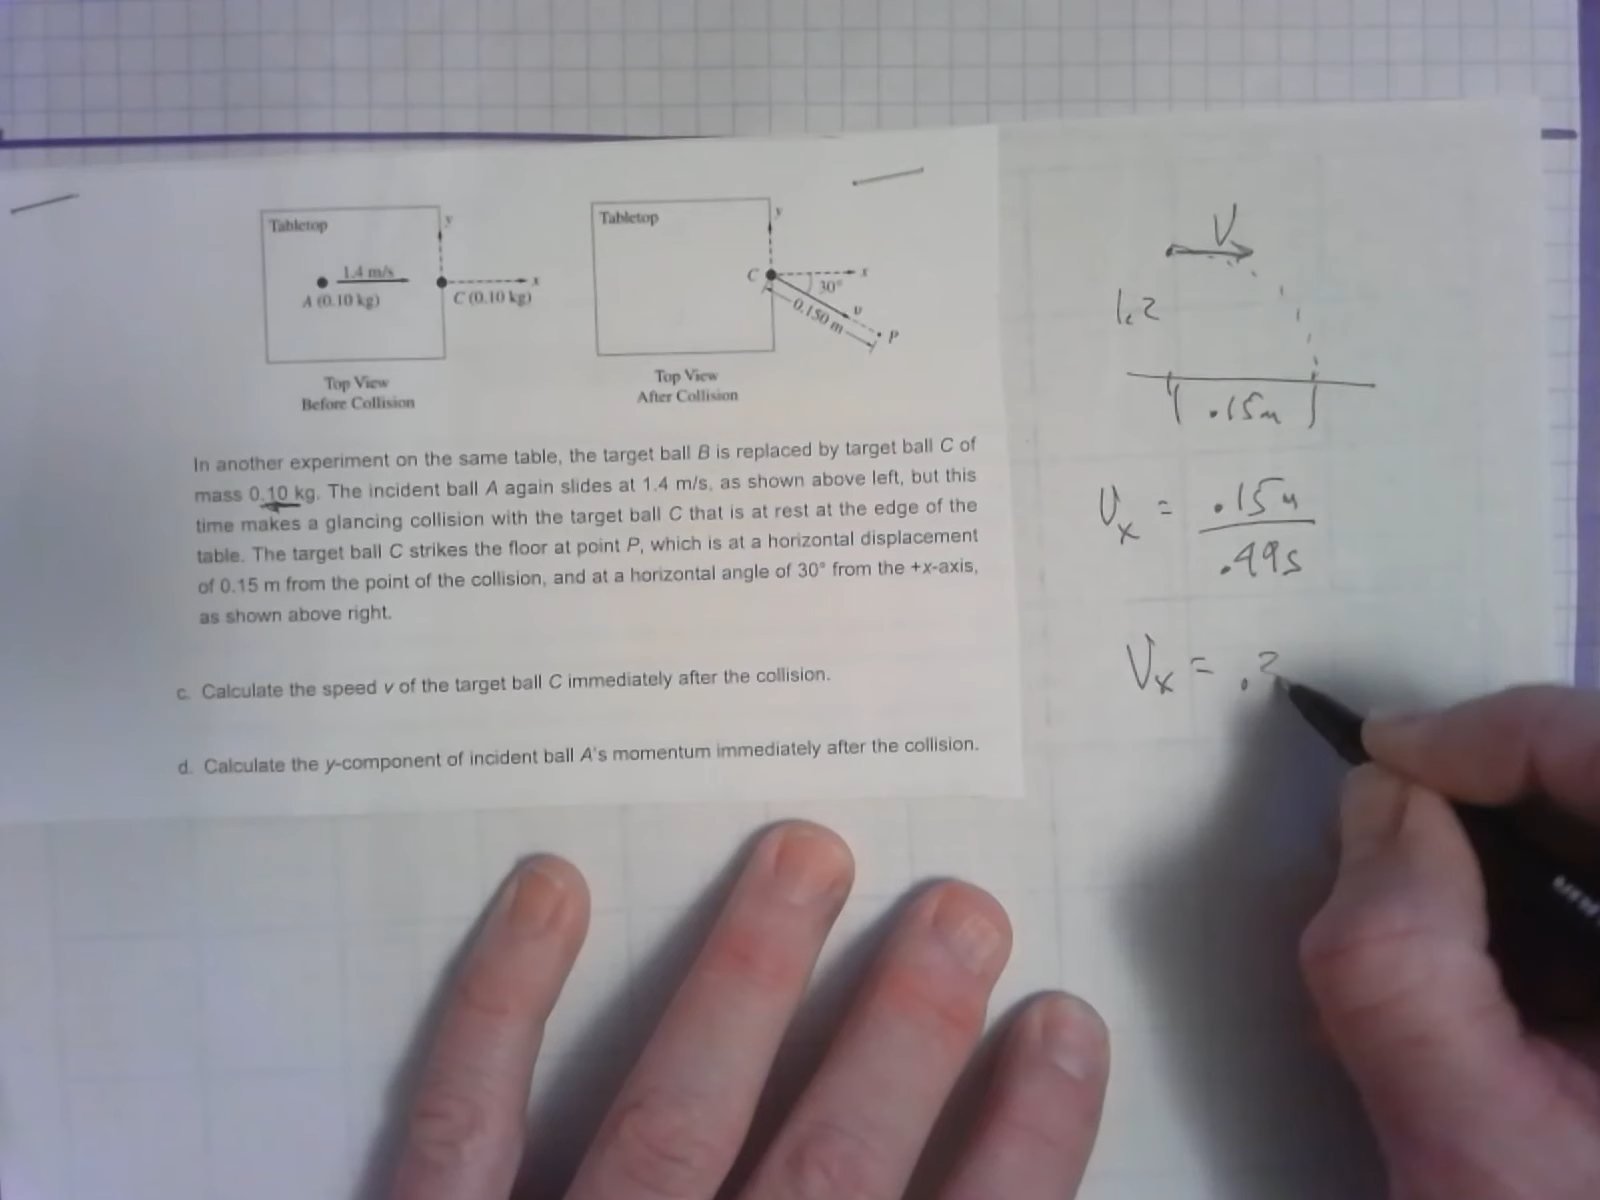 Tabletop
y
1.4 m/s
x
A (0.10 kg)
C (0.10 kg)
Top View
Before Collision
Tabletop
y
C
x
30°
v
0.150 m
P
Top View
After Collision
In another experiment on the same table, the target ball B is replaced by target ball C of
mass 0.10 kg. The incident ball A again slides at 1.4 m/s, as shown above left, but this
time makes a glancing collision with the target ball C that is at rest at the edge of the
table. The target ball C strikes the floor at point P, which is at a horizontal displacement
of 0.15 m from the point of the collision, and at a horizontal angle of 30° from the +x-axis,
as shown above right.
c. Calculate the speed v of the target ball C immediately after the collision.
d. Calculate the y-component of incident ball A's momentum immediately after the collision.
V
1.2
.15m
Vx = .15m
.49s
Vx = .3